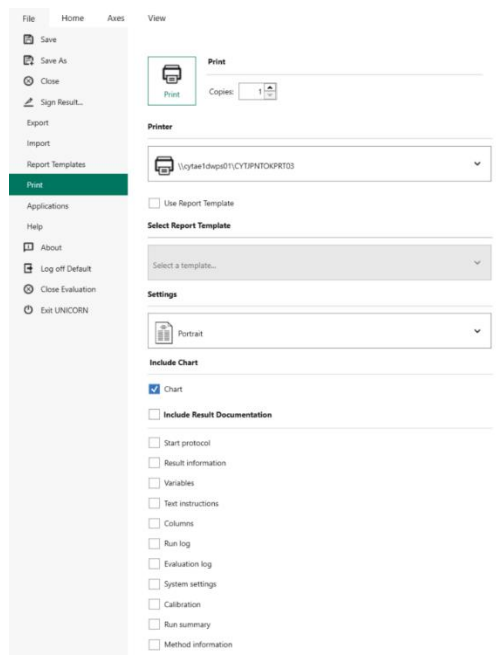 File Home Axes View
Save
Save As
Close
Sign Result...
Export
Import
Report Templates
Print
Applications
Help
About
Log off Default
Close Evaluation
Exit UNICORN
Print
Print
Copies: 1
Printer
\\cytae1dwps01\CYTJPNTOKPRT03
Use Report Template
Select Report Template
Select a template...
Settings
Portrait
Include Chart
Chart
Include Result Documentation
Start protocol
Result information
Variables
Text instructions
Columns
Run log
Evaluation log
System settings
Calibration
Run summary
Method information